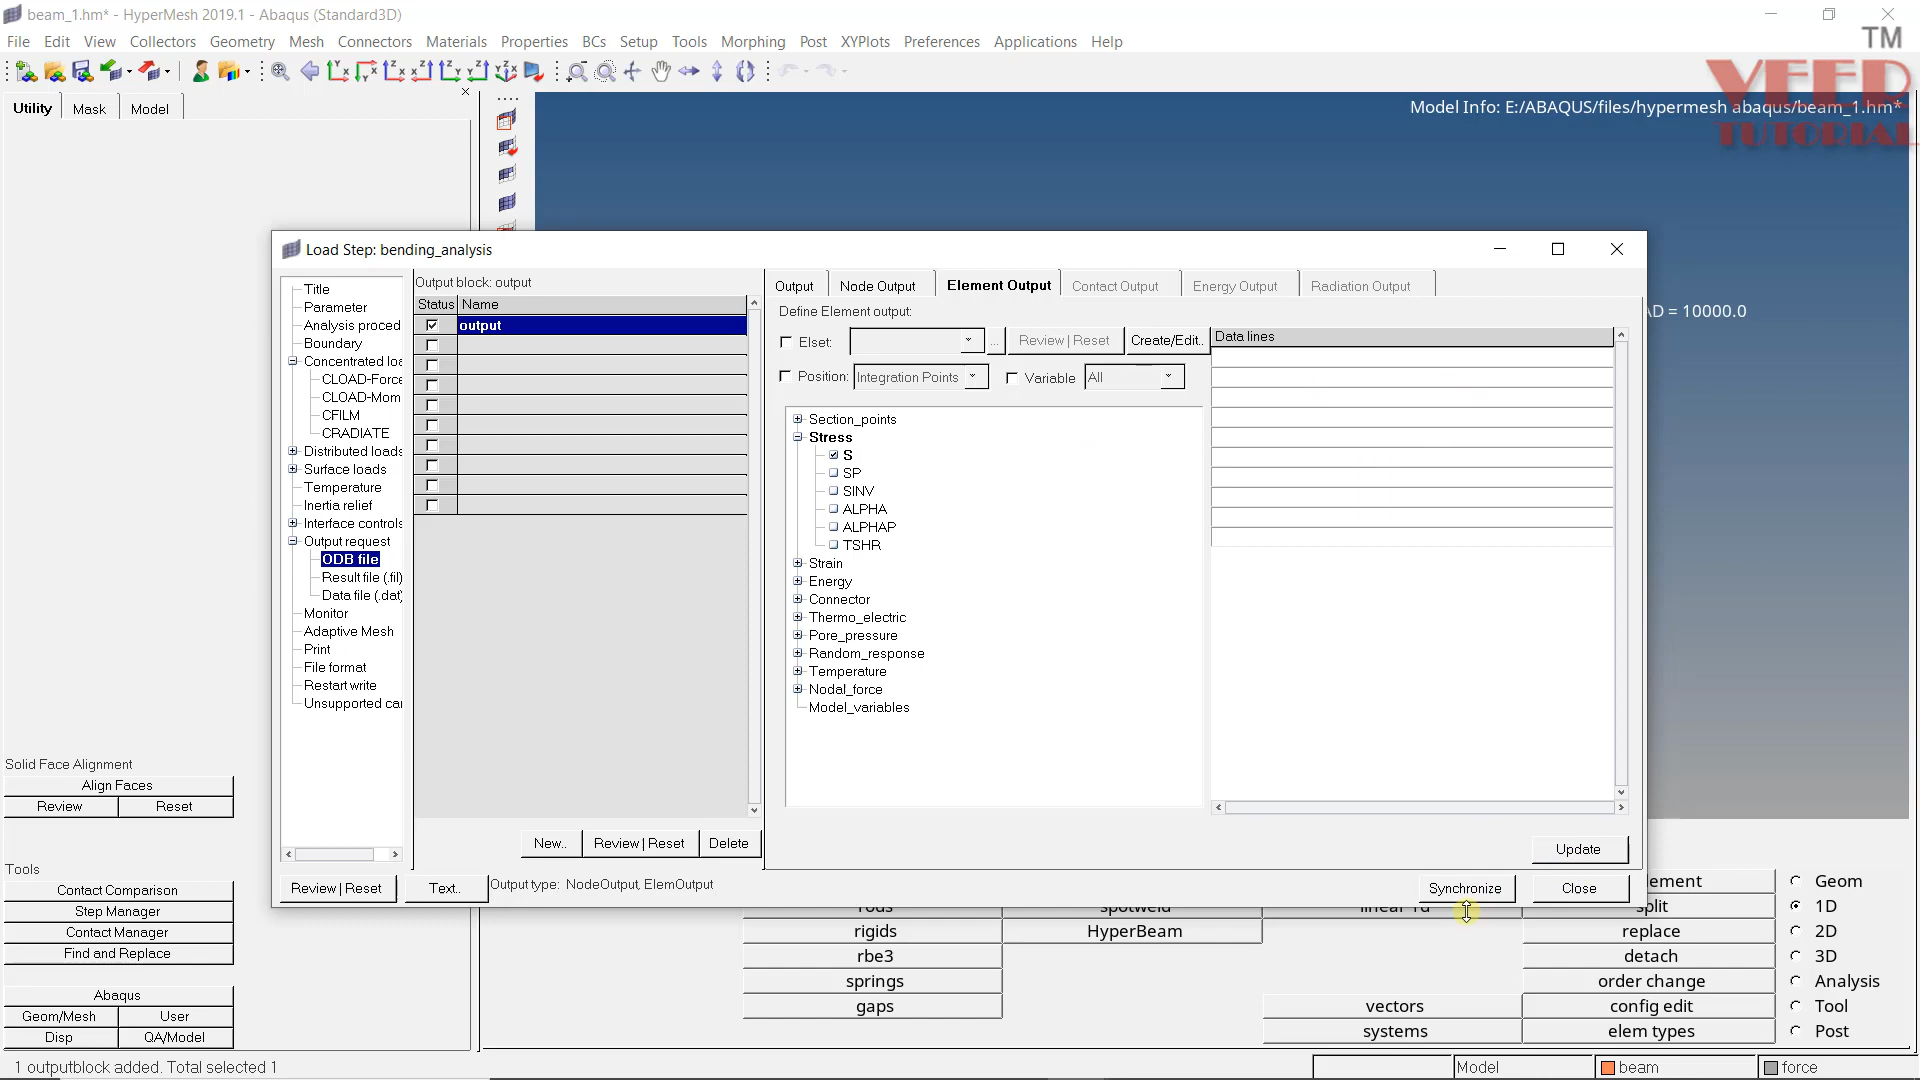 beam_1.hm* - HyperMesh 2019.1 - Abaqus (Standard3D)
TM
File Edit View Collectors Geometry Mesh Connectors Materials Properties BCs Setup Tools Morphing Post XYPlots Preferences Applications Help
VEER
TUTORIAL
Utility Mask Model
Model Info: E:/ABAQUS/files/hypermesh abaqus/beam_1.hm*
Load Step: bending_analysis
AD = 10000.0
Title
Parameter
Analysis proced
Boundary
Concentrated loa
CLOAD-Force
CLOAD-Mom
CFILM
CRADIATE
Distributed loads
Surface loads
Temperature
Inertia relief
Interface controls
Output request
ODB file
Result file (.fil)
Data file (.dat)
Monitor
Adaptive Mesh
Print
File format
Restart write
Unsupported car
Output block: output
Status Name
output
New.. Review|Reset Delete
Output Node Output Element Output Contact Output Energy Output Radiation Output
Define Element output:
Elset: ... Review|Reset Create/Edit..
Position: Integration Points Variable All
Data lines
Section_points
Stress
S
SP
SINV
ALPHA
ALPHAP
TSHR
Strain
Energy
Connector
Thermo_electric
Pore_pressure
Random_response
Temperature
Nodal_force
Model_variables
Update
Review|Reset Text.. Output type: NodeOutput, ElemOutput Synchronize Close
Solid Face Alignment
Align Faces
Review Reset
Tools
Contact Comparison
Step Manager
Contact Manager
Find and Replace
Abaqus
Geom/Mesh User
Disp QA/Model
rods spotweld linear 1d split
rigids HyperBeam replace
rbe3 detach
springs order change
gaps vectors config edit
systems elem types
lement
Geom
1D
2D
3D
Analysis
Tool
Post
1 outputblock added. Total selected 1
Model beam force